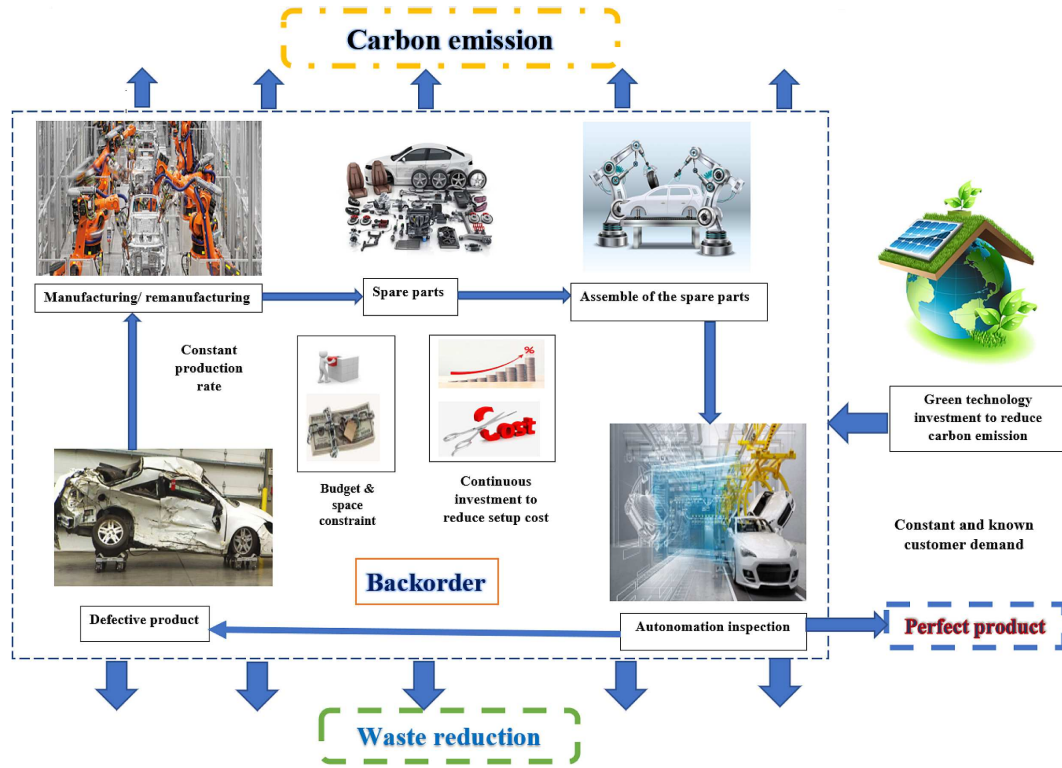 Carbon emission
Manufacturing/ remanufacturing
Spare parts
Assemble of the spare parts
Constant
production
rate
%
Cost
Budget &
space
constraint
Continuous
investment to
reduce setup cost
Green technology
investment to reduce
carbon emission
Constant and known
customer demand
Backorder
Defective product
Autonomation inspection
Perfect product
Waste reduction